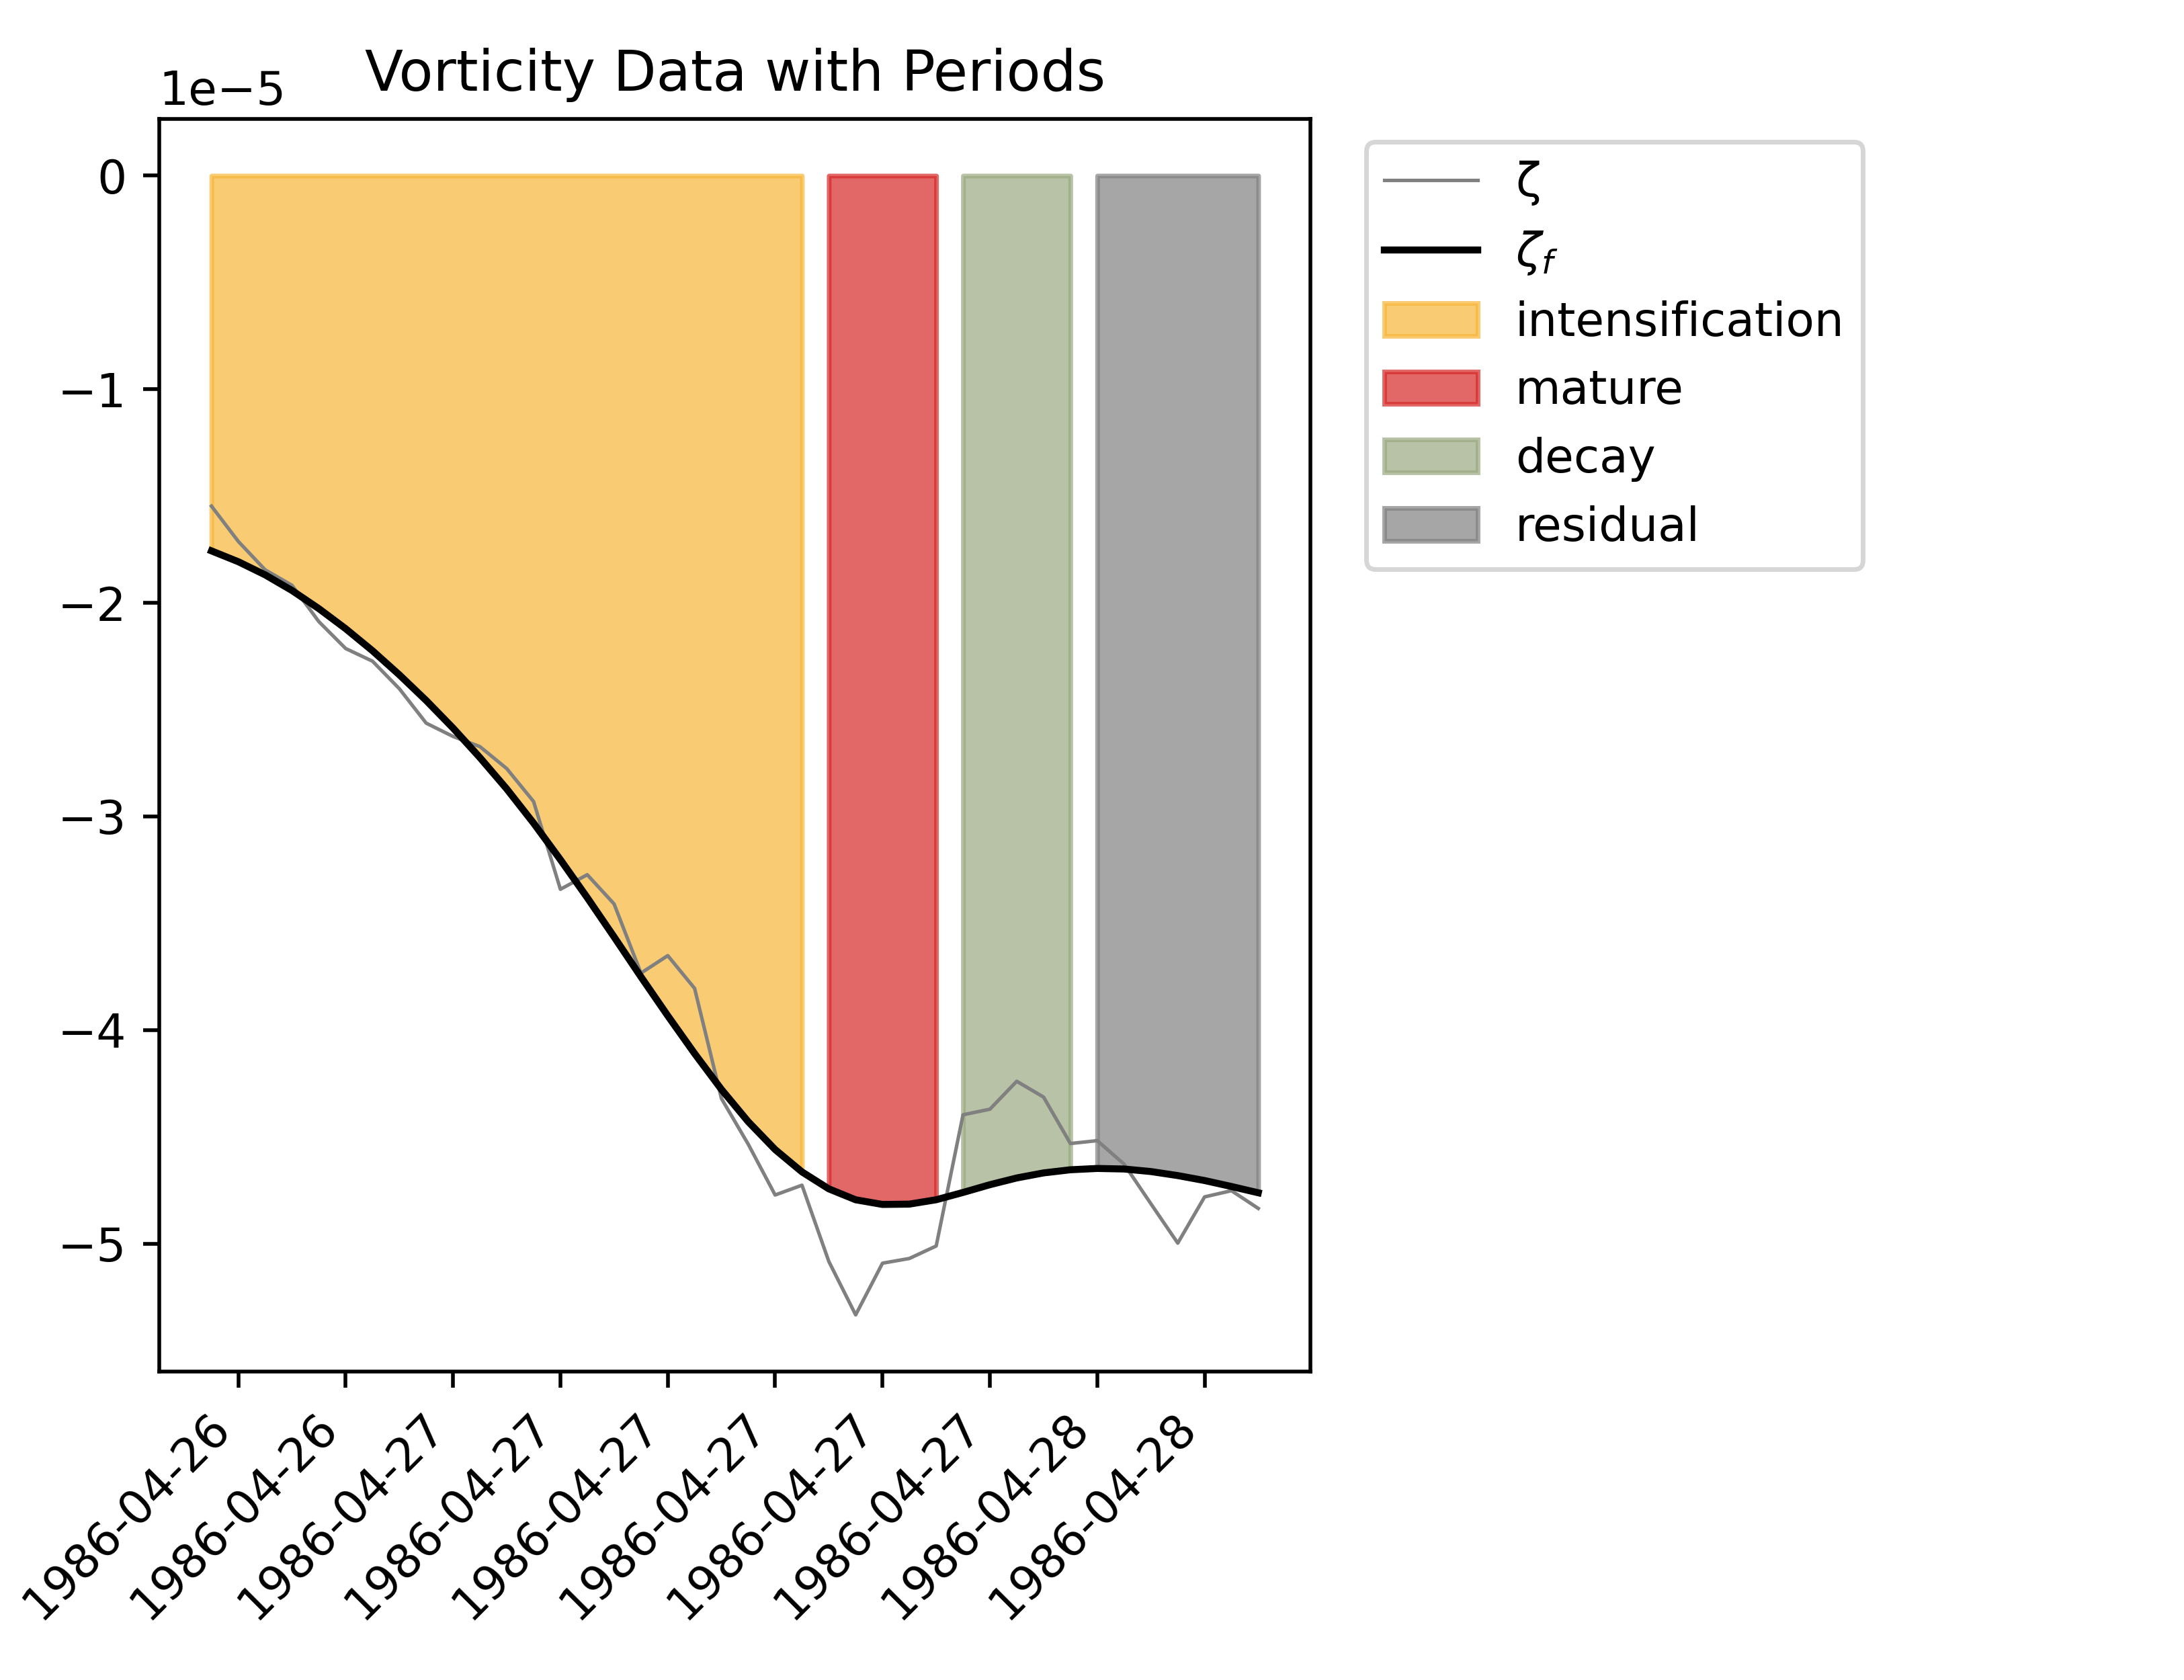 Vorticity Data with Periods
1e−5
0
−1
−2
−3
−4
−5
1986-04-26
1986-04-26
1986-04-27
1986-04-27
1986-04-27
1986-04-27
1986-04-27
1986-04-27
1986-04-28
1986-04-28
ζ
ζf
intensification
mature
decay
residual